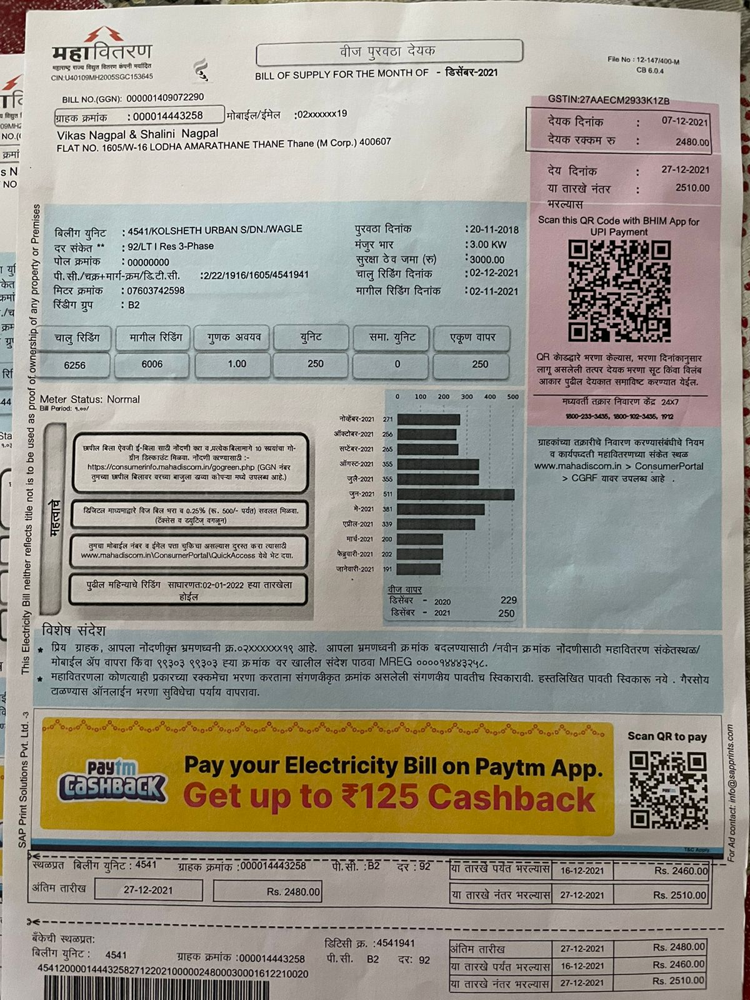 महावितरण
महाराष्ट्र राज्य विद्युत वितरण कंपनी मर्यादित
CIN:U40109MH2005SGC153645
वीज पुरवठा देयक
BILL OF SUPPLY FOR THE MONTH OF - डिसेंबर-2021
File No : 12-147/400-M
CB 6.0.4
BILL NO.(GGN): 000001409072290
ग्राहक क्रमांक :000014443258 मोबाईल/ईमेल :02xxxxxx19
Vikas Nagpal & Shalini Nagpal
FLAT NO. 1605/W-16 LODHA AMARATHANE THANE Thane (M Corp.) 400607
GSTIN:27AAECM2933K1ZB
देयक दिनांक : 07-12-2021
देयक रक्कम रु : 2480.00
देय दिनांक : 27-12-2021
या तारखे नंतर : 2510.00
भरल्यास
Scan this QR Code with BHIM App for
UPI Payment
QR कोडद्वारे भरणा केल्यास, भरणा दिनांकानुसार
लागू असलेली तत्पर देयक भरणा सूट किंवा विलंब
आकार पुढील देयकात समाविष्ट करण्यात येईल.
मध्यवर्ती तक्रार निवारण केंद्र 24X7
1800-233-3435, 1800-102-3435, 1912
ग्राहकांच्या तक्रारीचे निवारण करण्यासंबंधीचे नियम
व कार्यपध्दती महावितरणच्या संकेत स्थळ
www.mahadiscom.in > ConsumerPortal
> CGRF यावर उपलब्ध आहे .
बिलींग युनिट : 4541/KOLSHETH URBAN S/DN./WAGLE
दर संकेत ** : 92/LT I Res 3-Phase
पोल क्रमांक : 00000000
पी.सी./चक्र+मार्ग-क्रम/डि.टी.सी. :2/22/1916/1605/4541941
मिटर क्रमांक : 07603742598
रिंडीग ग्रुप : B2
पुरवठा दिनांक :20-11-2018
मंजुर भार :3.00 KW
सुरक्षा ठेव जमा (रु) :3000.00
चालु रिडिंग दिनांक :02-12-2021
मागील रिडिंग दिनांक :02-11-2021
चालु रिडिंग मागील रिडिंग गुणक अवयव युनिट समा. युनिट एकूण वापर
6256 6006 1.00 250 0 250
Meter Status: Normal
Bill Period: १.००/
महत्वाचे
छापील बिला ऐवजी ई-बिला साठी नोंदणी करा व प्रत्येक बिलामागे 10 रूपयांचा गो-
ग्रीन डिस्काउंट मिळवा. नोंदणी करण्यासाठी :-
https://consumerinfo.mahadiscom.in/gogreen.php (GGN नंबर
तुमच्या छापील बिलावर वरच्या बाजुला डाव्या कोपऱ्या मध्ये उपलब्ध आहे.)
डिजिटल माध्यमाद्वारे विज बिल भरा व 0.25% (रू. 500/- पर्यंत) सवलत मिळवा.
(टॅक्सेस व ड्युटिज् वगळून)
तुमचा मोबाईल नंबर व ईमेल पत्ता चुकिचा असल्यास दुरस्त करा त्यासाठी
www.mahadiscom.in\ConsumerPortal\QuickAccess येथे भेट दया.
पुढील महिन्याचे रिडिंग साधारणत:02-01-2022 ह्या तारखेला
होईल
0 100 200 300 400 500
नोव्हेंबर-2021 271
ऑक्टोबर-2021 256
सप्टेंबर-2021 265
ऑगस्ट-2021 355
जुलै-2021 355
जुन-2021 511
मे-2021 381
एप्रील-2021 339
मार्च-2021 200
फेब्रुवारी-2021 202
जानेवारी-2021 191
वीज वापर
डिसेंबर - 2020 229
डिसेंबर - 2021 250
विशेष संदेश
* प्रिय ग्राहक, आपला नोंदणीकृत भ्रमणध्वनी क्र.०२XXXXXX१९ आहे. आपला भ्रमणध्वनी क्रमांक बदलण्यासाठी /नवीन क्रमांक नोंदणीसाठी महावितरण संकेतस्थळ/
मोबाईल ॲप वापरा किंवा ९९३०३ ९९३०३ ह्या क्रमांक वर खालील संदेश पाठवा MREG ००००१४४४३२५८.
* महावितरणला कोणत्याही प्रकारच्या रक्कमेचा भरणा करताना संगणकीकृत क्रमांक असलेली संगणकीय पावतीच स्विकारावी. हस्तलिखित पावती स्विकारू नये . गैरसोय
टाळण्यास ऑनलाईन भरणा सुविधेचा पर्याय वापरावा.
This Electricity Bill neither reflects title not is to be used as proof of ownership of any property or Premises
SAP Print Solutions Pvt. Ltd. -3
paytm
CASHBACK
Pay your Electricity Bill on Paytm App.
Get up to ₹125 Cashback
Scan QR to pay
T&C Apply.
For Ad contact: info@sapprints.com
स्थळप्रत बिलींग युनिट : 4541 ग्राहक क्रमांक :000014443258 पी.सी. :B2 दर : 92 या तारखे पर्यंत भरल्यास 16-12-2021 Rs. 2460.00
अंतिम तारीख 27-12-2021 Rs. 2480.00 या तारखे नंतर भरल्यास 27-12-2021 Rs. 2510.00
बँकेची स्थळप्रत: डिटिसी क्र. :4541941 अंतिम तारीख 27-12-2021 Rs. 2480.00
बिलींग युनिट : 4541 ग्राहक क्रमांक :000014443258 पी.सी. B2 दर: 92 या तारखे पर्यंत भरल्यास 16-12-2021 Rs. 2460.00
या तारखे नंतर भरल्यास 27-12-2021 Rs. 2510.00